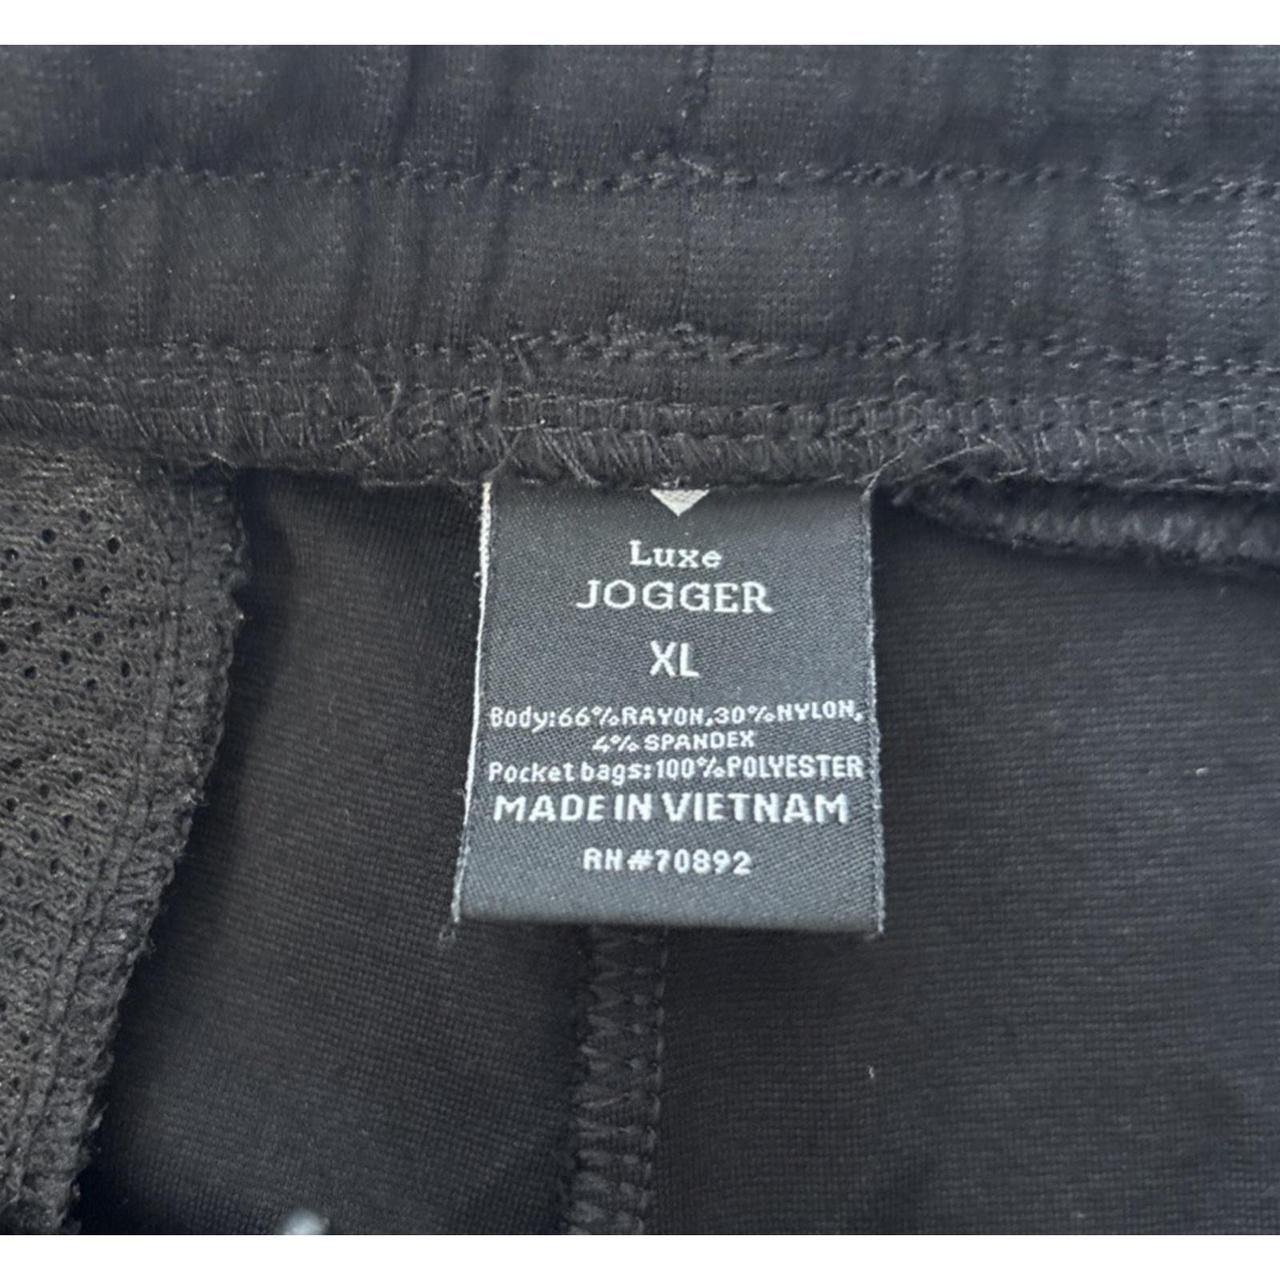 Luxe
JOGGER
XL
Body:66%RAYON,30%NYLON,
4% SPANDEX
Pocket bags:100%POLYESTER
MADE IN VIETNAM
RN#70892